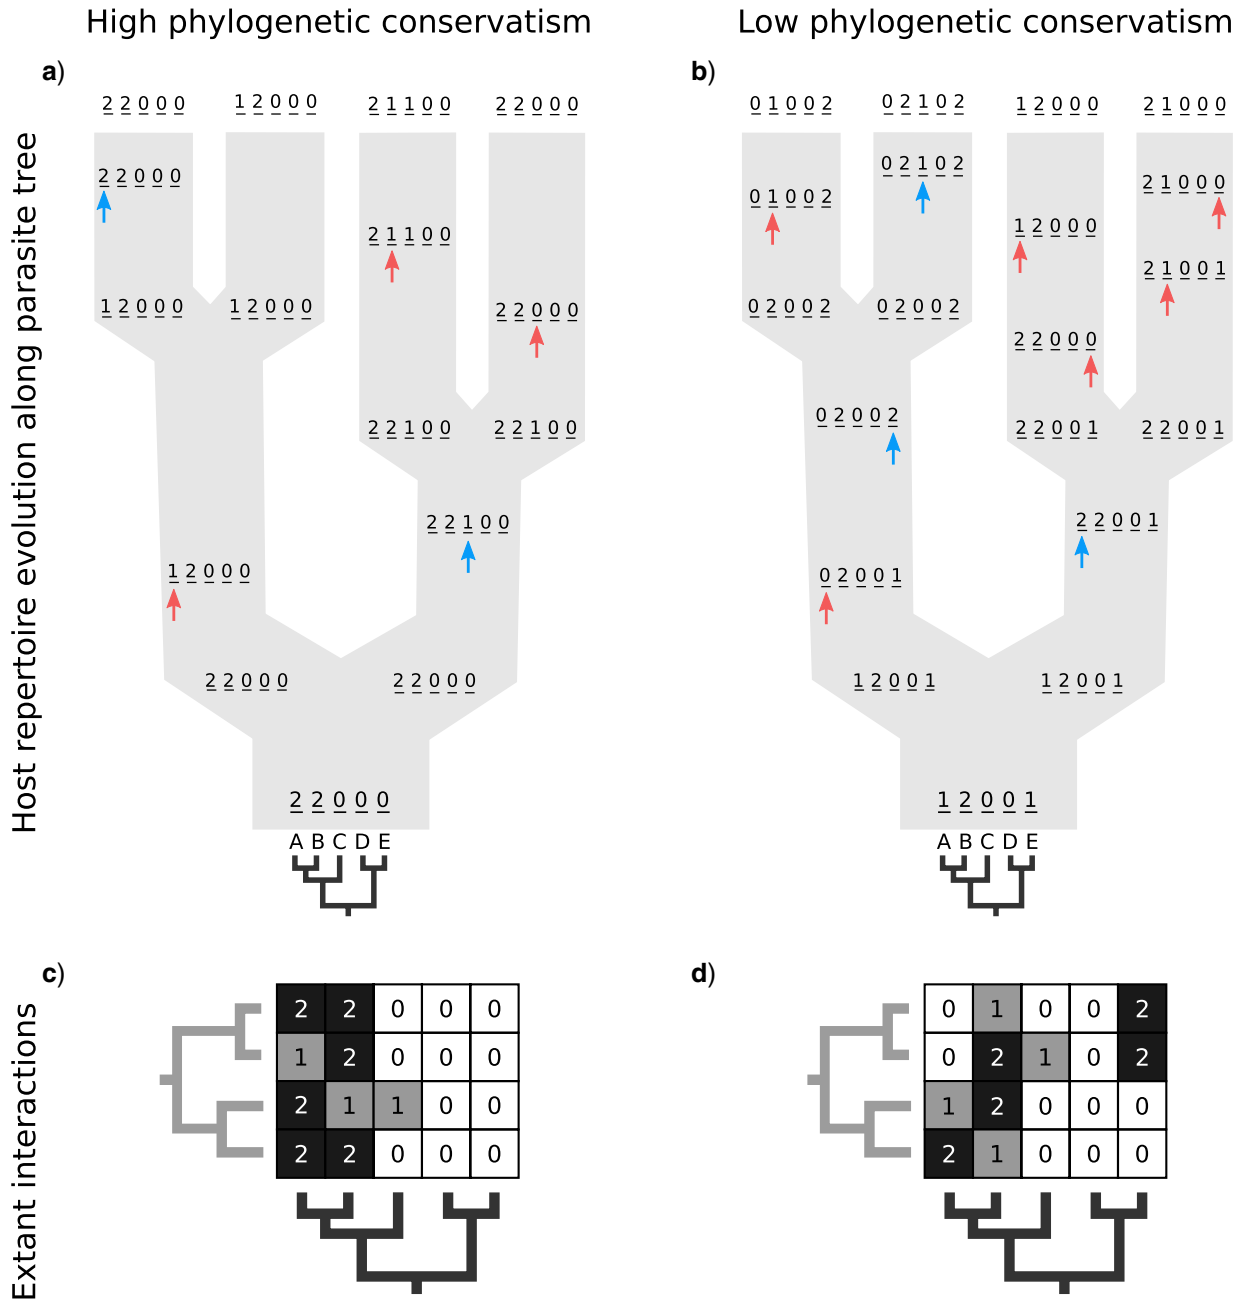 High phylogenetic conservatism
Low phylogenetic conservatism
Host repertoire evolution along parasite tree
a)
2 2 0 0 0
1 2 0 0 0
2 1 1 0 0
2 2 0 0 0
2 2 0 0 0
2 1 1 0 0
1 2 0 0 0
1 2 0 0 0
2 2 0 0 0
2 2 1 0 0
2 2 1 0 0
2 2 1 0 0
1 2 0 0 0
2 2 0 0 0
2 2 0 0 0
2 2 0 0 0
A B C D E
b)
0 1 0 0 2
0 2 1 0 2
1 2 0 0 0
2 1 0 0 0
0 2 1 0 2
2 1 0 0 0
0 1 0 0 2
1 2 0 0 0
2 1 0 0 1
0 2 0 0 2
0 2 0 0 2
2 2 0 0 0
0 2 0 0 2
2 2 0 0 1
2 2 0 0 1
2 2 0 0 1
0 2 0 0 1
1 2 0 0 1
1 2 0 0 1
1 2 0 0 1
A B C D E
Extant interactions
c)
2 2 0 0 0
1 2 0 0 0
2 1 1 0 0
2 2 0 0 0
d)
0 1 0 0 2
0 2 1 0 2
1 2 0 0 0
2 1 0 0 0